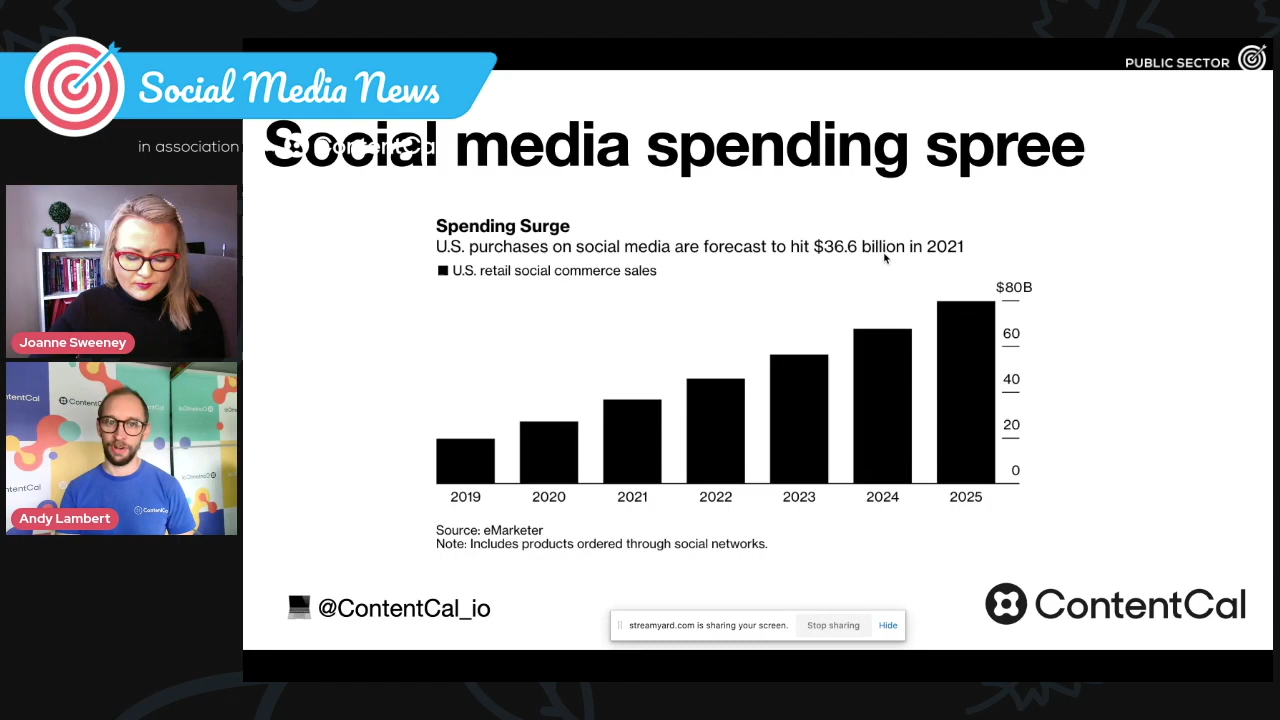 PUBLIC SECTOR
Social Media News
in association
ContentCal
Social media spending spree
Spending Surge
U.S. purchases on social media are forecast to hit $36.6 billion in 2021
U.S. retail social commerce sales
$80B
60
40
20
0
2019 2020 2021 2022 2023 2024 2025
Source: eMarketer
Note: Includes products ordered through social networks.
Joanne Sweeney
ContentCal
ContentCal
Andy Lambert
@ContentCal_io
ContentCal
streamyard.com is sharing your screen. Stop sharing Hide